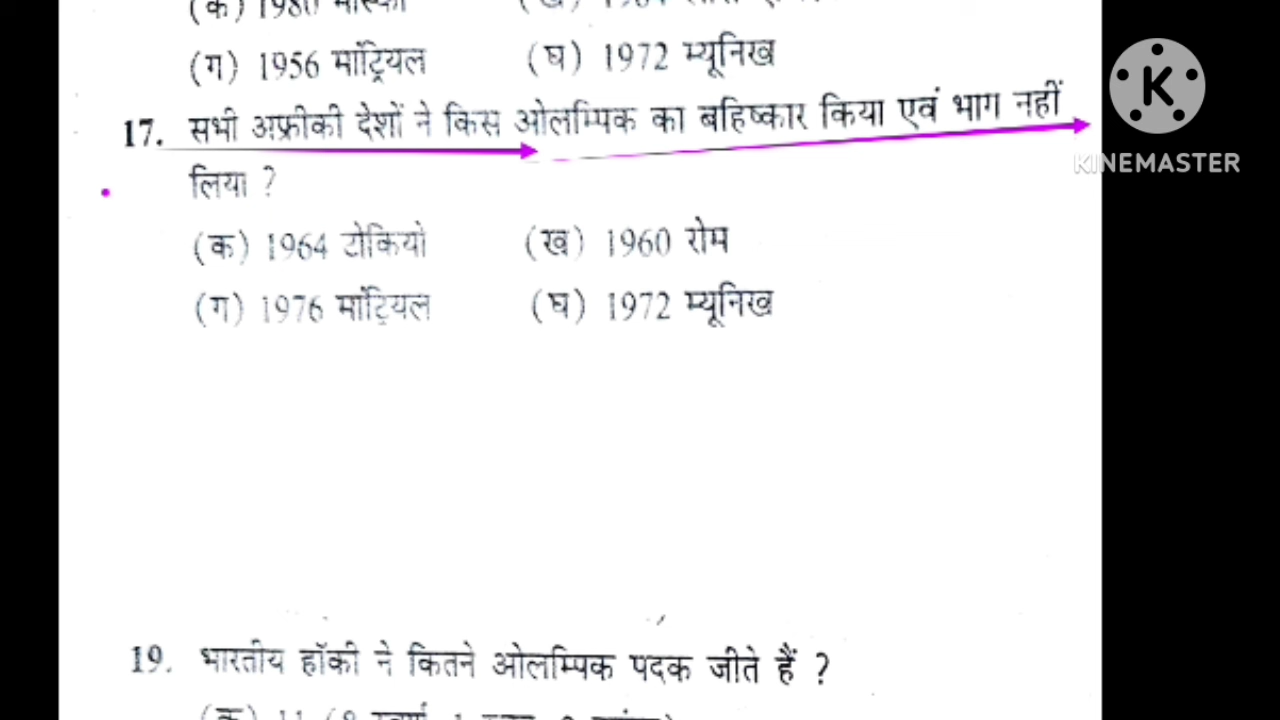 (क) 1980 मास्को
(ग) 1956 मांट्रियल (घ) 1972 म्यूनिख
17. सभी अफ्रीकी देशों ने किस ओलम्पिक का बहिष्कार किया एवं भाग नहीं
लिया ?
(क) 1964 टोकियो (ख) 1960 रोम
(ग) 1976 मांट्रियल (घ) 1972 म्यूनिख
19. भारतीय हॉकी ने कितने ओलम्पिक पदक जीते हैं ?
K
KINEMASTER